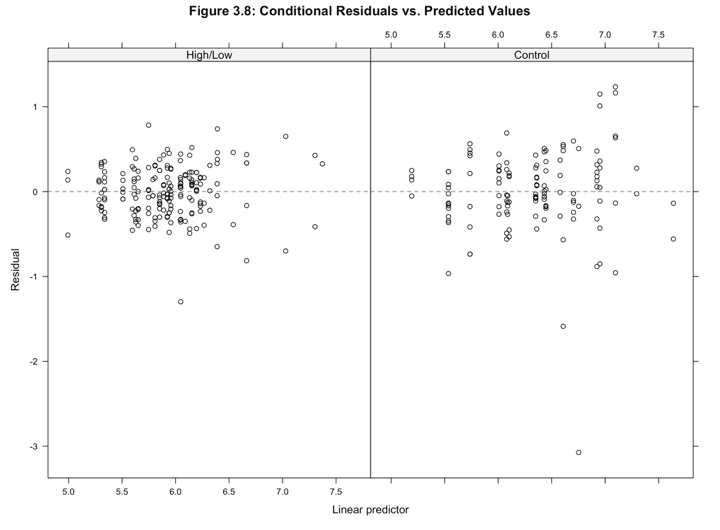 Figure 3.8: Conditional Residuals vs. Predicted Values
5.0 5.5 6.0 6.5 7.0 7.5
High/Low Control
1
0
-1
-2
-3
Residual
5.0 5.5 6.0 6.5 7.0 7.5
Linear predictor